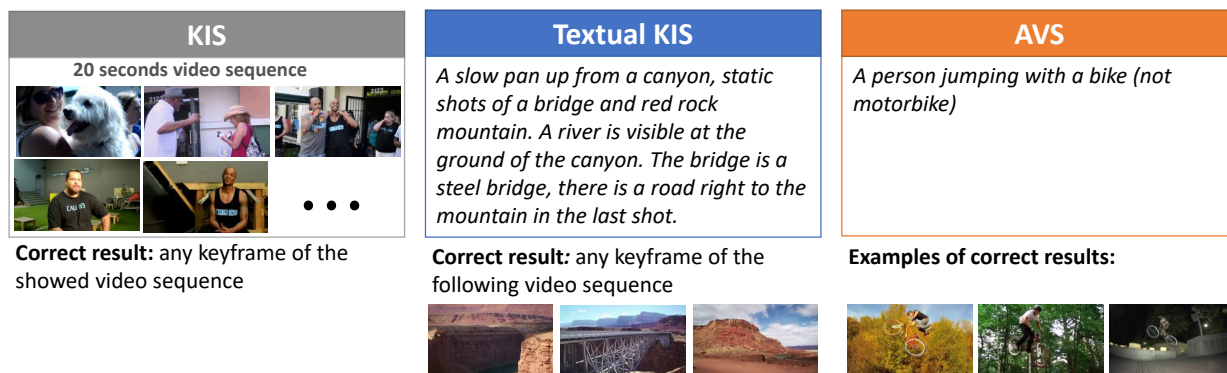 KIS
20 seconds video sequence
2123
2123
• • •
Correct result: any keyframe of the
showed video sequence
Textual KIS
A slow pan up from a canyon, static
shots of a bridge and red rock
mountain. A river is visible at the
ground of the canyon. The bridge is a
steel bridge, there is a road right to the
mountain in the last shot.
Correct result: any keyframe of the
following video sequence
AVS
A person jumping with a bike (not
motorbike)
Examples of correct results: